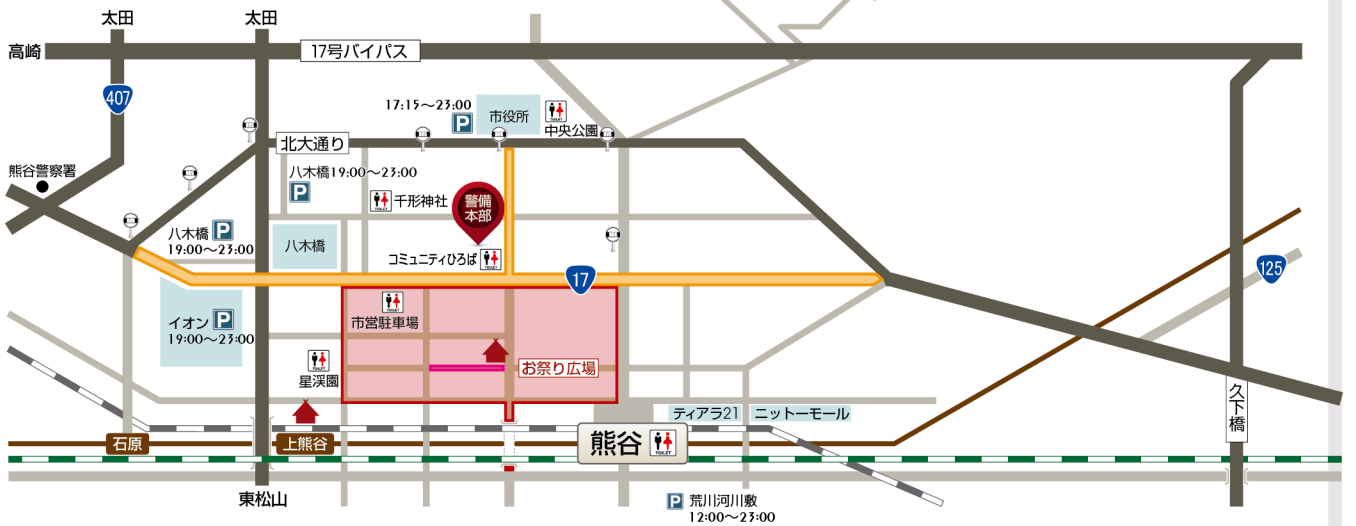 太田
太田
高崎
17号バイパス
407
17:15～23:00
P
市役所
TOILET
中央公園
北大通り
熊谷警察署
八木橋19:00～23:00
P
TOILET
千形神社
警備
本部
八木橋
P
19:00～23:00
八木橋
コミュニティひろば
TOILET
17
125
イオン
P
19:00～23:00
TOILET
市営駐車場
TOILET
星渓園
お祭り広場
久下橋
ティアラ21
ニットーモール
石原
上熊谷
熊谷
TOILET
東松山
P
荒川河川敷
12:00～23:00